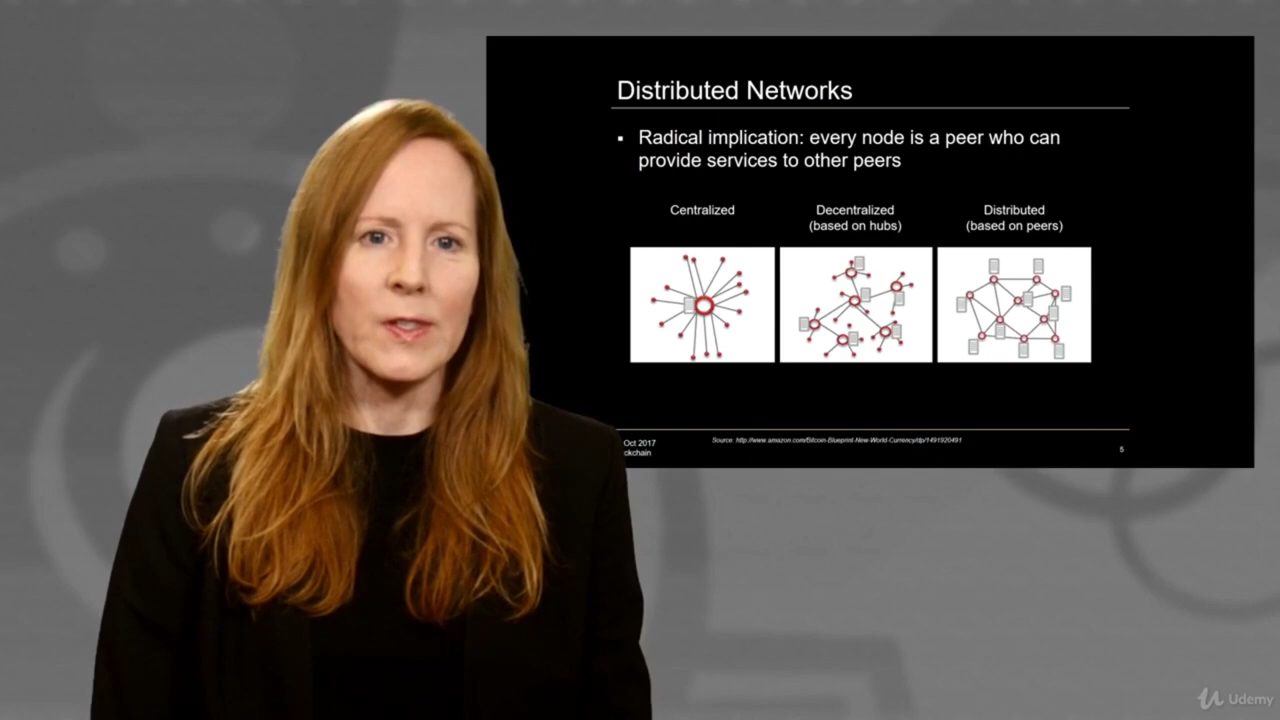 Distributed Networks
▪ Radical implication: every node is a peer who can
provide services to other peers
Centralized
Decentralized
(based on hubs)
Distributed
(based on peers)
Oct 2017
ckchain
Source: http://www.amazon.com/Bitcoin-Blueprint-New-World-Currency/dp/1491920491
5
Udemy